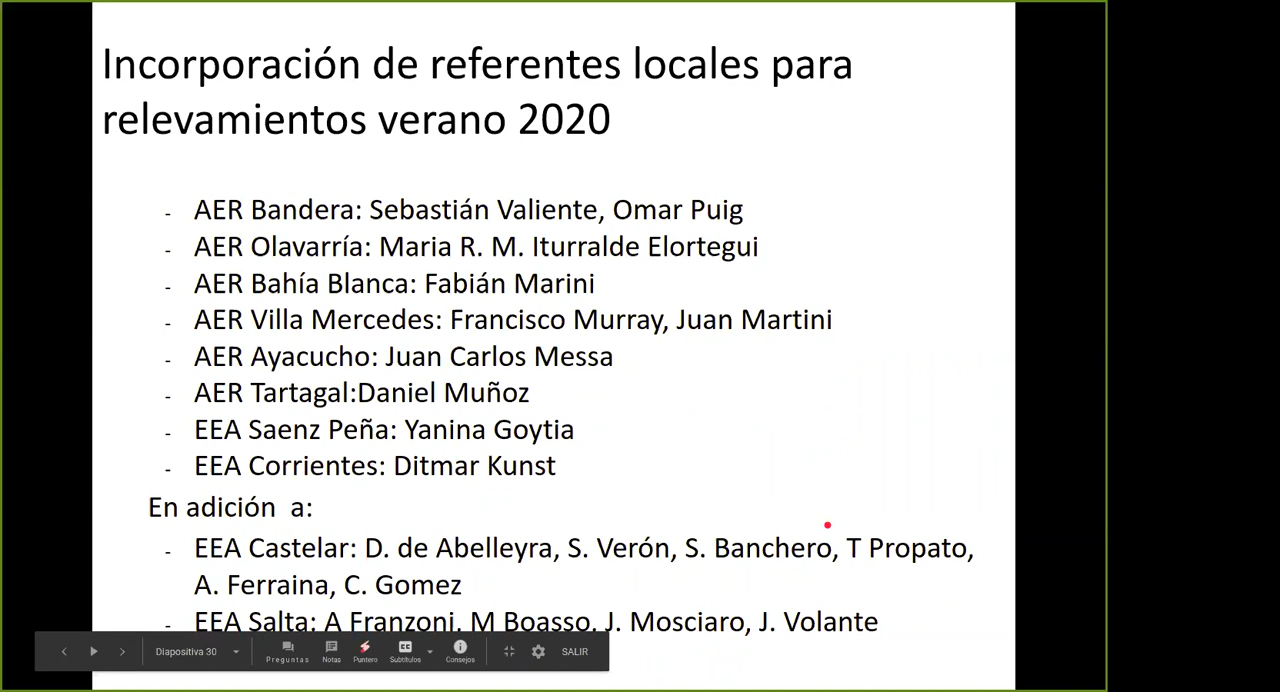 Incorporación de referentes locales para
relevamientos verano 2020
- AER Bandera: Sebastián Valiente, Omar Puig
- AER Olavarría: Maria R. M. Iturralde Elortegui
- AER Bahía Blanca: Fabián Marini
- AER Villa Mercedes: Francisco Murray, Juan Martini
- AER Ayacucho: Juan Carlos Messa
- AER Tartagal:Daniel Muñoz
- EEA Saenz Peña: Yanina Goytia
- EEA Corrientes: Ditmar Kunst
En adición a:
- EEA Castelar: D. de Abelleyra, S. Verón, S. Banchero, T Propato,
A. Ferraina, C. Gomez
- EEA Salta: A Franzoni, M Boasso, J. Mosciaro, J. Volante
Diapositiva 30 Preguntas Notas Puntero Subtítulos Consejos SALIR